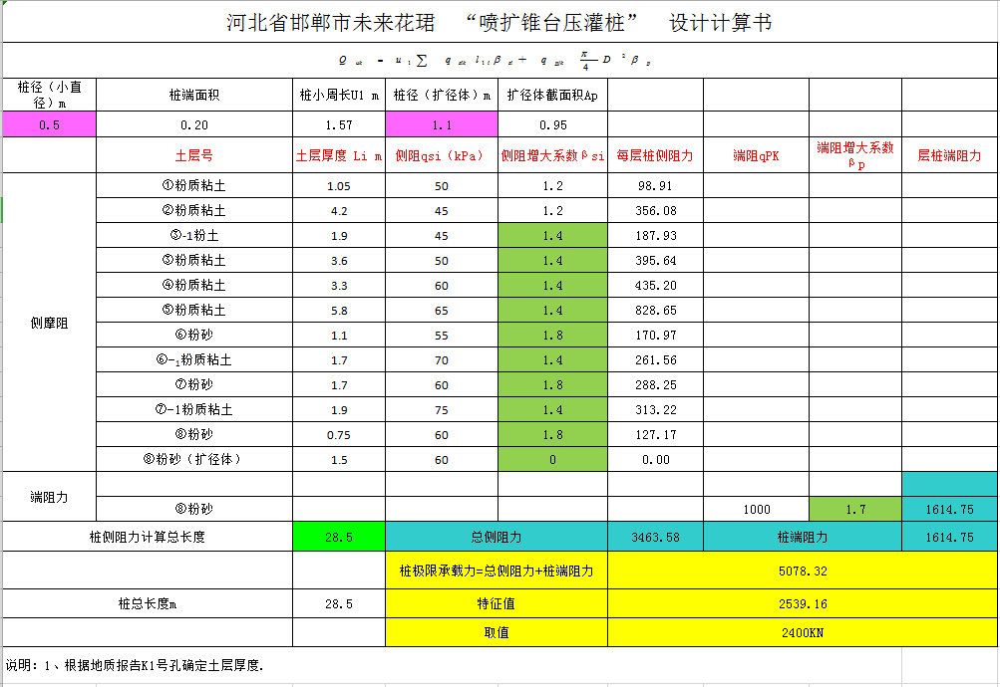 河北省邯郸市未来花珺 “喷扩锥台压灌桩” 设计计算书
Q uk = u 1 ∑ q sik l 1 i β si + q pjk π/4 D 2 β p
桩径（小直径）m 桩端面积 桩小周长U1 m 桩径（扩径体）m 扩径体截面积Ap
0.5 0.20 1.57 1.1 0.95
土层号 土层厚度 Li m 侧阻qsi（kPa） 侧阻增大系数βsi 每层桩侧阻力 端阻qPK 端阻增大系数βp 层桩端阻力
侧摩阻
①粉质粘土 1.05 50 1.2 98.91
②粉质粘土 4.2 45 1.2 356.08
③-1粉土 1.9 45 1.4 187.93
③粉质粘土 3.6 50 1.4 395.64
④粉质粘土 3.3 60 1.4 435.20
⑤粉质粘土 5.8 65 1.4 828.65
⑥粉砂 1.1 55 1.8 170.97
⑥-1粉质粘土 1.7 70 1.4 261.56
⑦粉砂 1.7 60 1.8 288.25
⑦-1粉质粘土 1.9 75 1.4 313.22
⑧粉砂 0.75 60 1.8 127.17
⑧粉砂（扩径体） 1.5 60 0 0.00
端阻力
⑧粉砂 1000 1.7 1614.75
桩侧阻力计算总长度 28.5 总侧阻力 3463.58 桩端阻力 1614.75
桩极限承载力=总侧阻力+桩端阻力 5078.32
桩总长度m 28.5 特征值 2539.16
取值 2400KN
说明：1、根据地质报告K1号孔确定土层厚度.